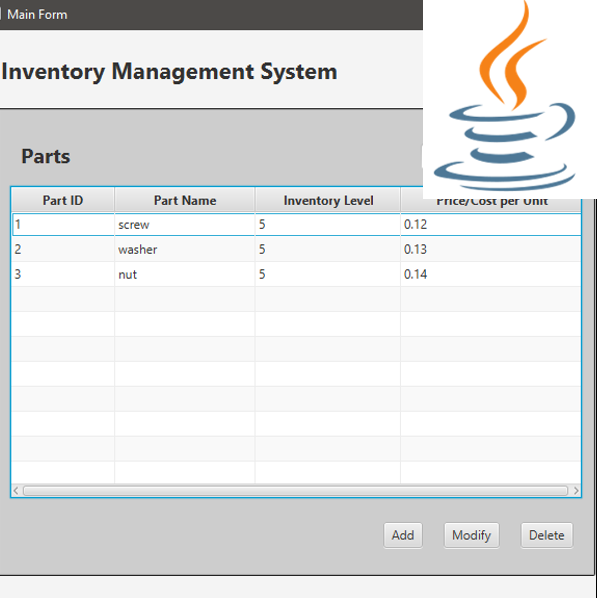 Main Form
Inventory Management System
Parts
Part ID Part Name Inventory Level Price/Cost per Unit
1 screw 5 0.12
2 washer 5 0.13
3 nut 5 0.14
Add Modify Delete